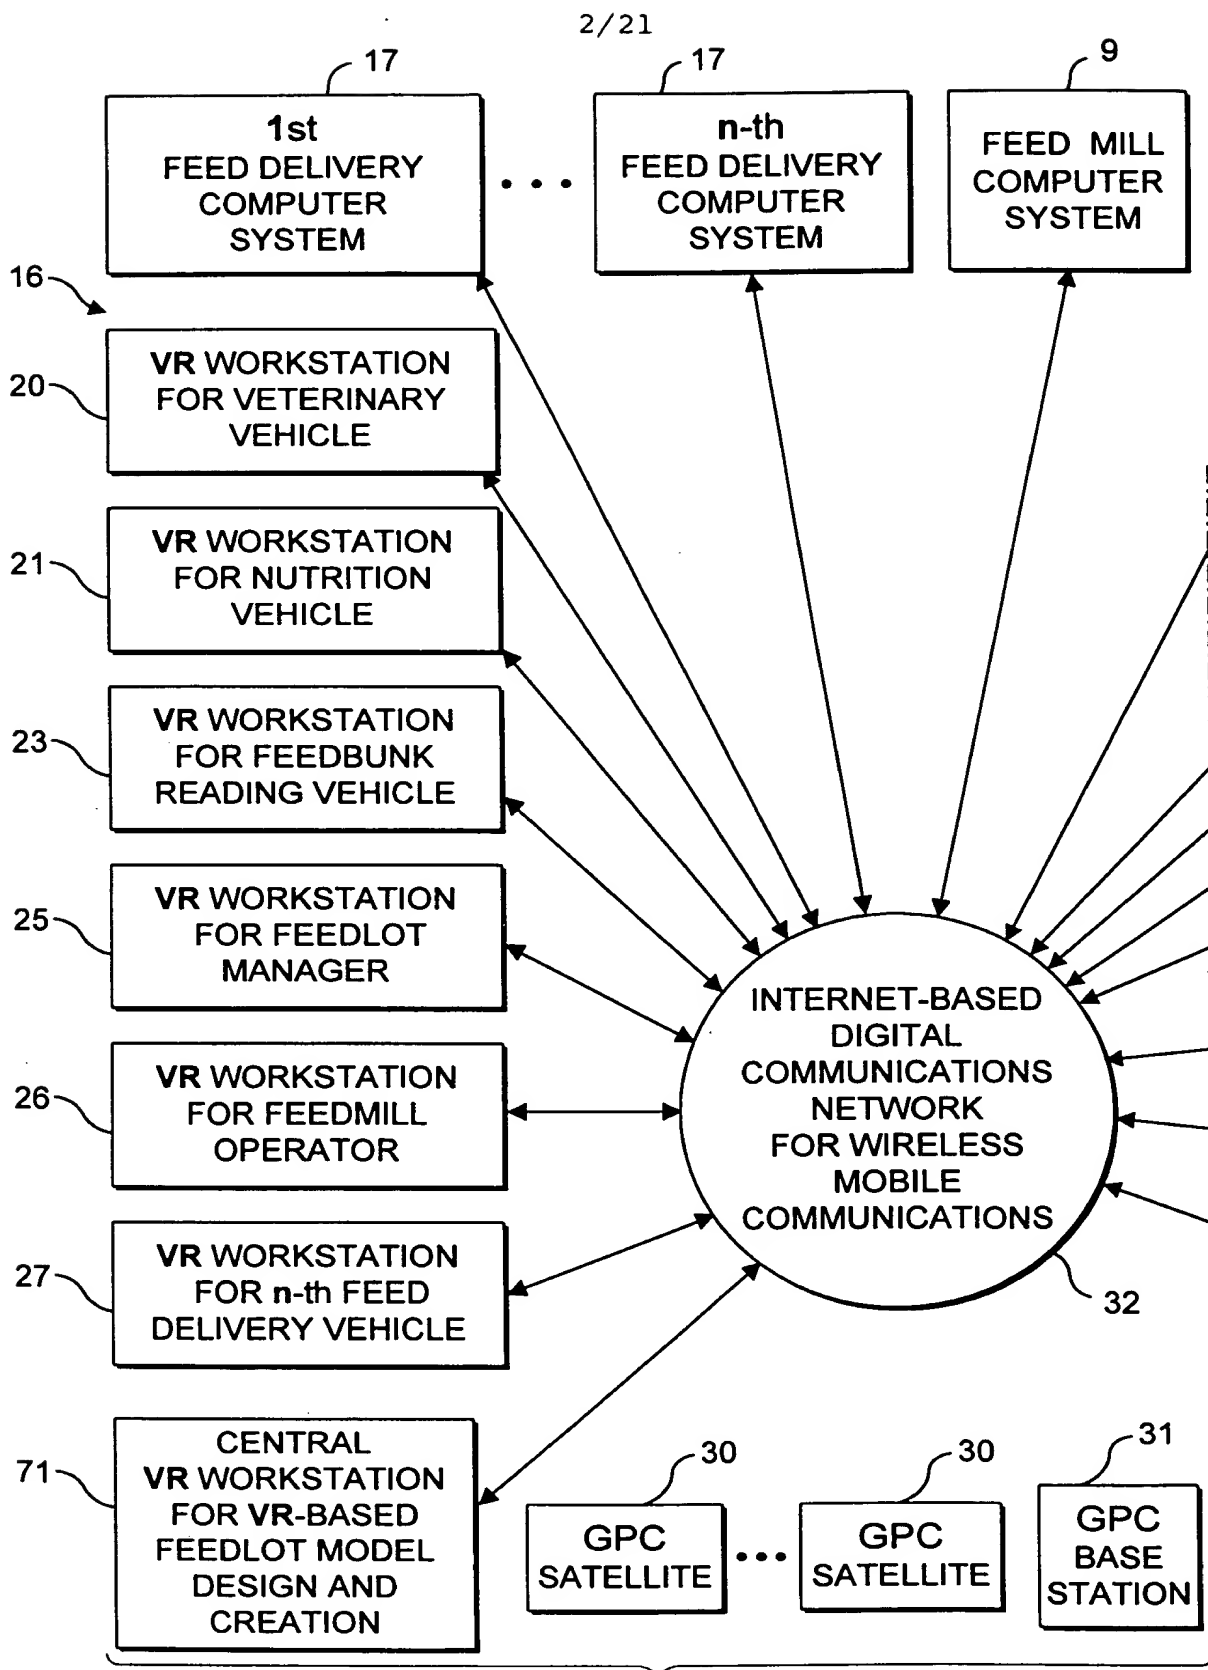 2/21
17
17
9
1st
FEED DELIVERY
COMPUTER
SYSTEM
n-th
FEED DELIVERY
COMPUTER
SYSTEM
FEED MILL
COMPUTER
SYSTEM
16
20
VR WORKSTATION
FOR VETERINARY
VEHICLE
21
VR WORKSTATION
FOR NUTRITION
VEHICLE
23
VR WORKSTATION
FOR FEEDBUNK
READING VEHICLE
25
VR WORKSTATION
FOR FEEDLOT
MANAGER
26
VR WORKSTATION
FOR FEEDMILL
OPERATOR
27
VR WORKSTATION
FOR n-th FEED
DELIVERY VEHICLE
INTERNET-BASED
DIGITAL
COMMUNICATIONS
NETWORK
FOR WIRELESS
MOBILE
COMMUNICATIONS
32
71
CENTRAL
VR WORKSTATION
FOR VR-BASED
FEEDLOT MODEL
DESIGN AND
CREATION
30
GPC
SATELLITE
30
GPC
SATELLITE
31
GPC
BASE
STATION